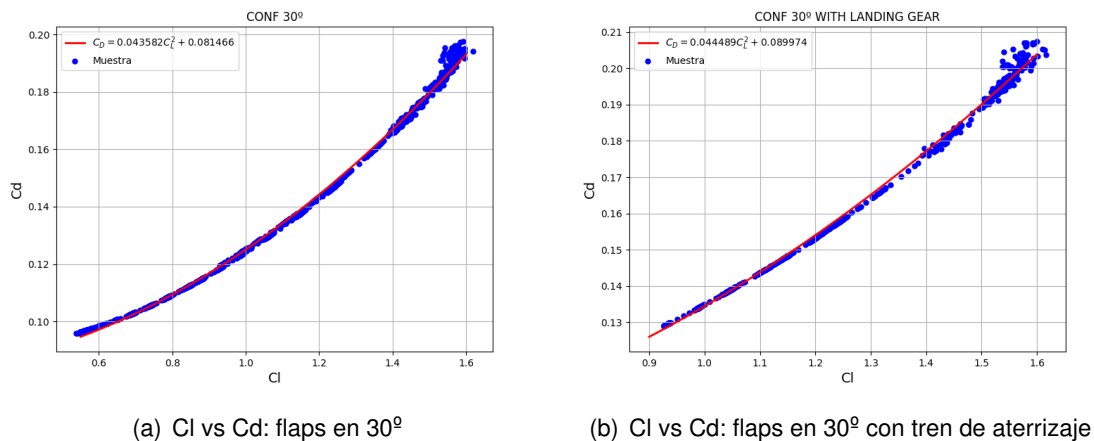 CONF 30º
C_D = 0.043582C_L^2 + 0.081466
Muestra
0.20
0.18
0.16
0.14
0.12
0.10
Cd
0.6 0.8 1.0 1.2 1.4 1.6
Cl
(a) Cl vs Cd: flaps en 30º
CONF 30º WITH LANDING GEAR
C_D = 0.044489C_L^2 + 0.089974
Muestra
0.21
0.20
0.19
0.18
0.17
0.16
0.15
0.14
0.13
Cd
0.9 1.0 1.1 1.2 1.3 1.4 1.5 1.6
Cl
(b) Cl vs Cd: flaps en 30º con tren de aterrizaje